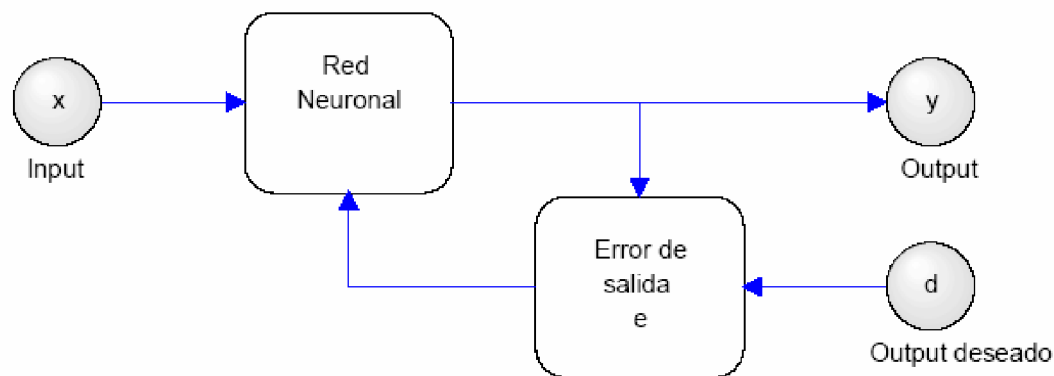 Red
Neuronal
x
y
Input
Output
Error de
salida
e
d
Output deseado